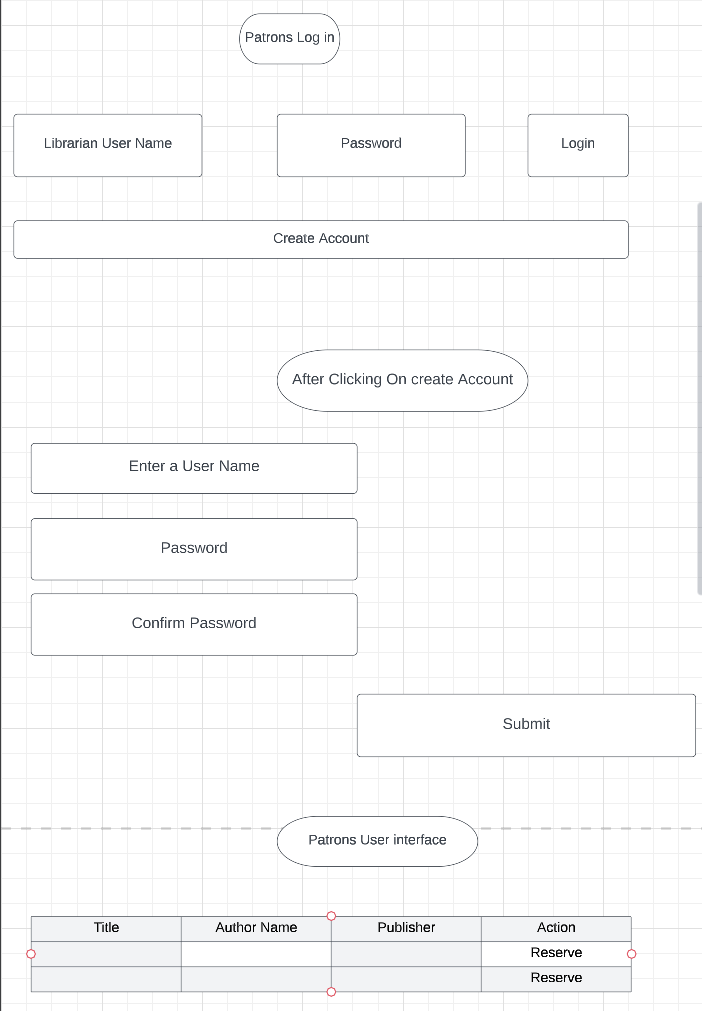 Patrons Log in
Librarian User Name
Password
Login
Create Account
After Clicking On create Account
Enter a User Name
Password
Confirm Password
Submit
Patrons User interface
Title Author Name Publisher Action
Reserve
Reserve